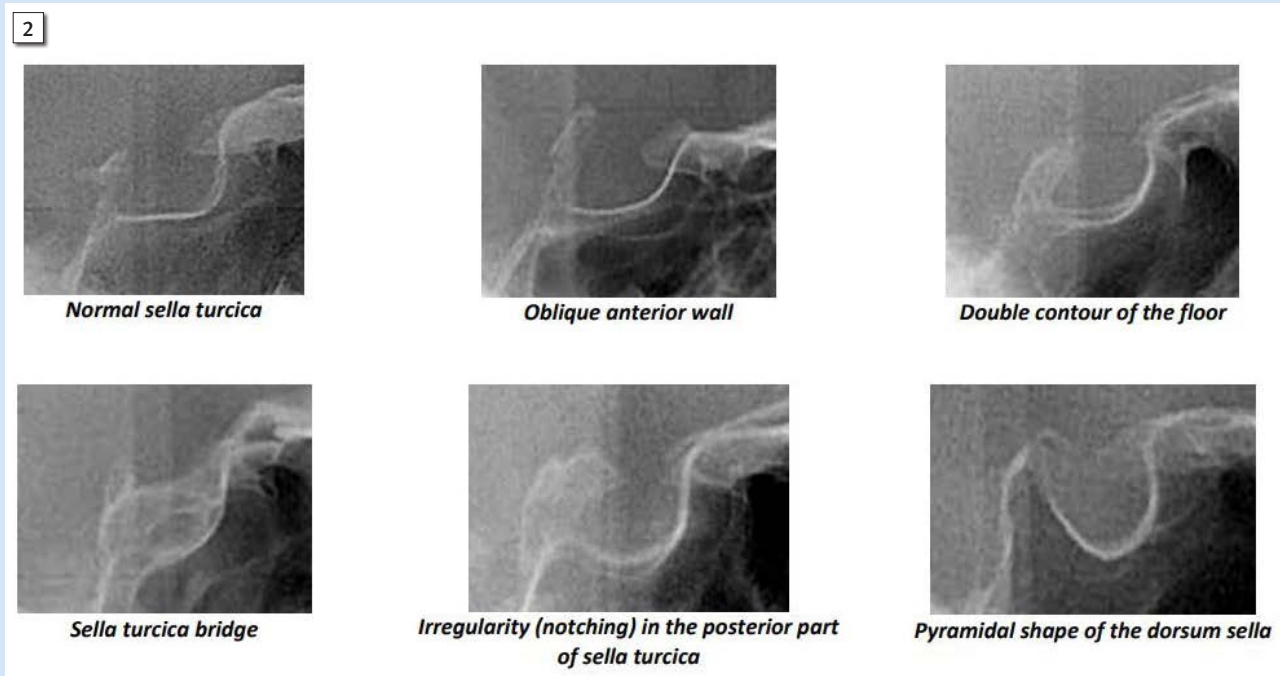 2
Normal sella turcica
Oblique anterior wall
Double contour of the floor
Sella turcica bridge
Irregularity (notching) in the posterior part
of sella turcica
Pyramidal shape of the dorsum sella